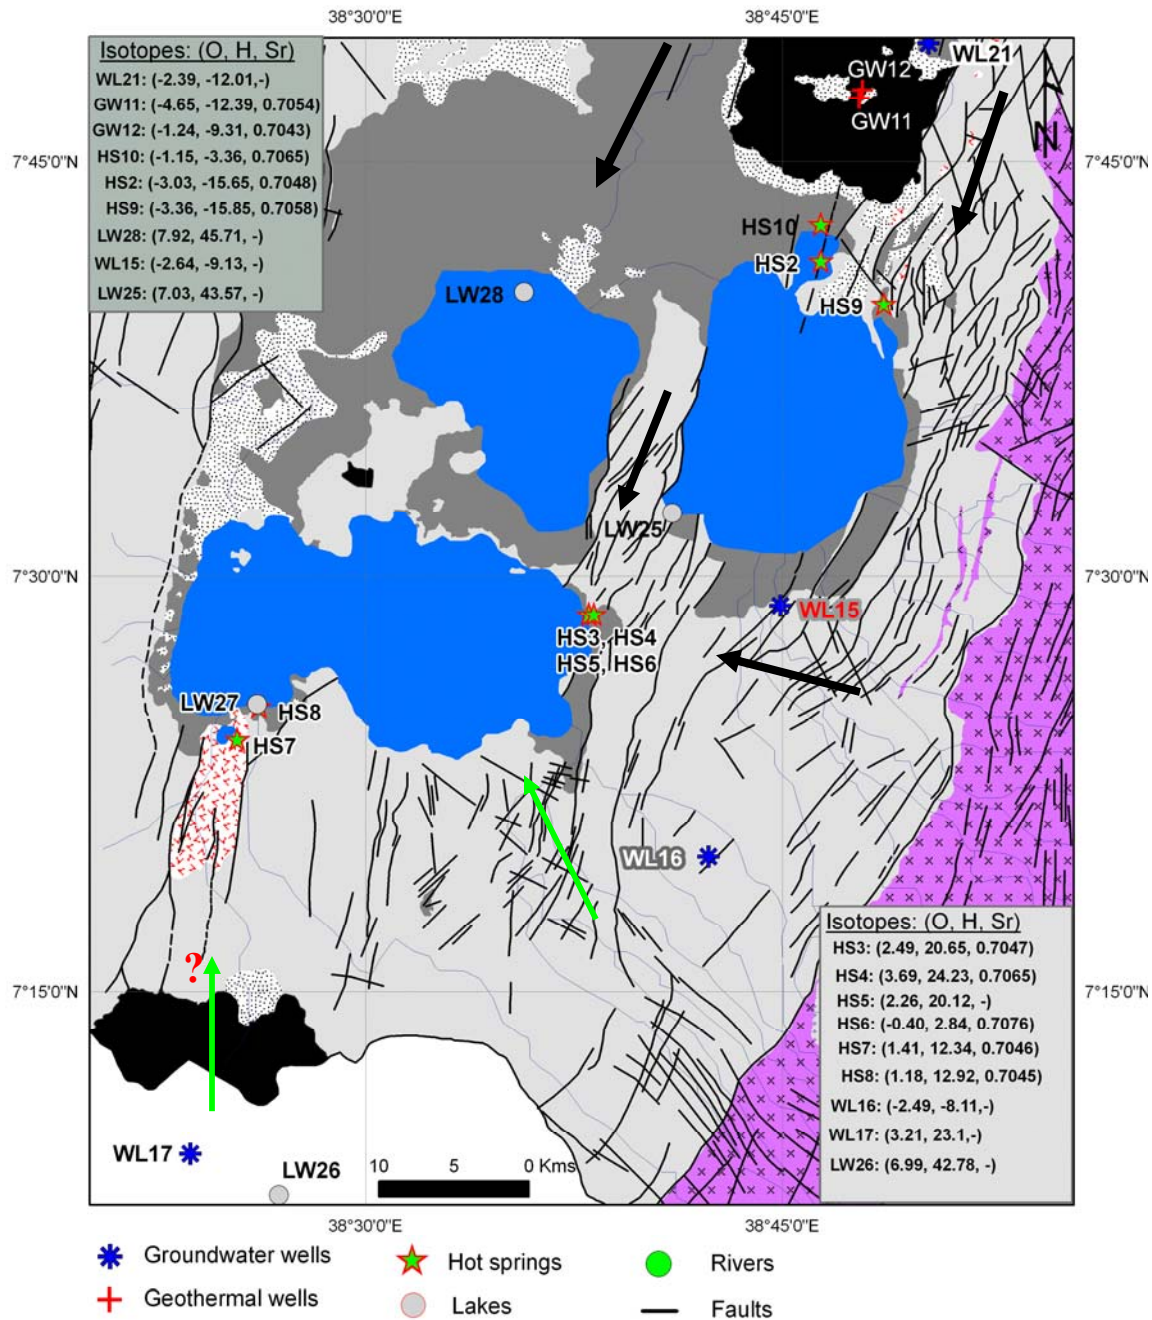 38°30'0"E 38°45'0"E
Isotopes: (O, H, Sr)
WL21: (-2.39, -12.01,-)
GW11: (-4.65, -12.39, 0.7054)
GW12: (-1.24, -9.31, 0.7043)
HS10: (-1.15, -3.36, 0.7065)
HS2: (-3.03, -15.65, 0.7048)
HS9: (-3.36, -15.85, 0.7058)
LW28: (7.92, 45.71, -)
WL15: (-2.64, -9.13, -)
LW25: (7.03, 43.57, -)
WL21
GW12
GW11
N
7°45'0"N 7°45'0"N
HS10
HS2
LW28
HS9
LW25
7°30'0"N 7°30'0"N
WL15
HS3, HS4
HS5, HS6
LW27
HS8
HS7
WL16
?
7°15'0"N 7°15'0"N
Isotopes: (O, H, Sr)
HS3: (2.49, 20.65, 0.7047)
HS4: (3.69, 24.23, 0.7065)
HS5: (2.26, 20.12, -)
HS6: (-0.40, 2.84, 0.7076)
HS7: (1.41, 12.34, 0.7046)
HS8: (1.18, 12.92, 0.7045)
WL16: (-2.49, -8.11,-)
WL17: (3.21, 23.1,-)
LW26: (6.99, 42.78, -)
WL17
LW26
10 5 0 Kms
38°30'0"E 38°45'0"E
Groundwater wells Hot springs Rivers
Geothermal wells Lakes Faults